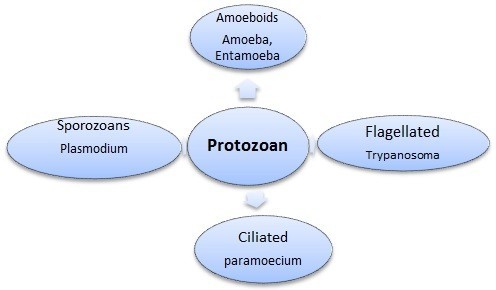 Amoeboids
Amoeba,
Entamoeba
Sporozoans
Plasmodium
Protozoan
Flagellated
Trypanosoma
Ciliated
paramoecium